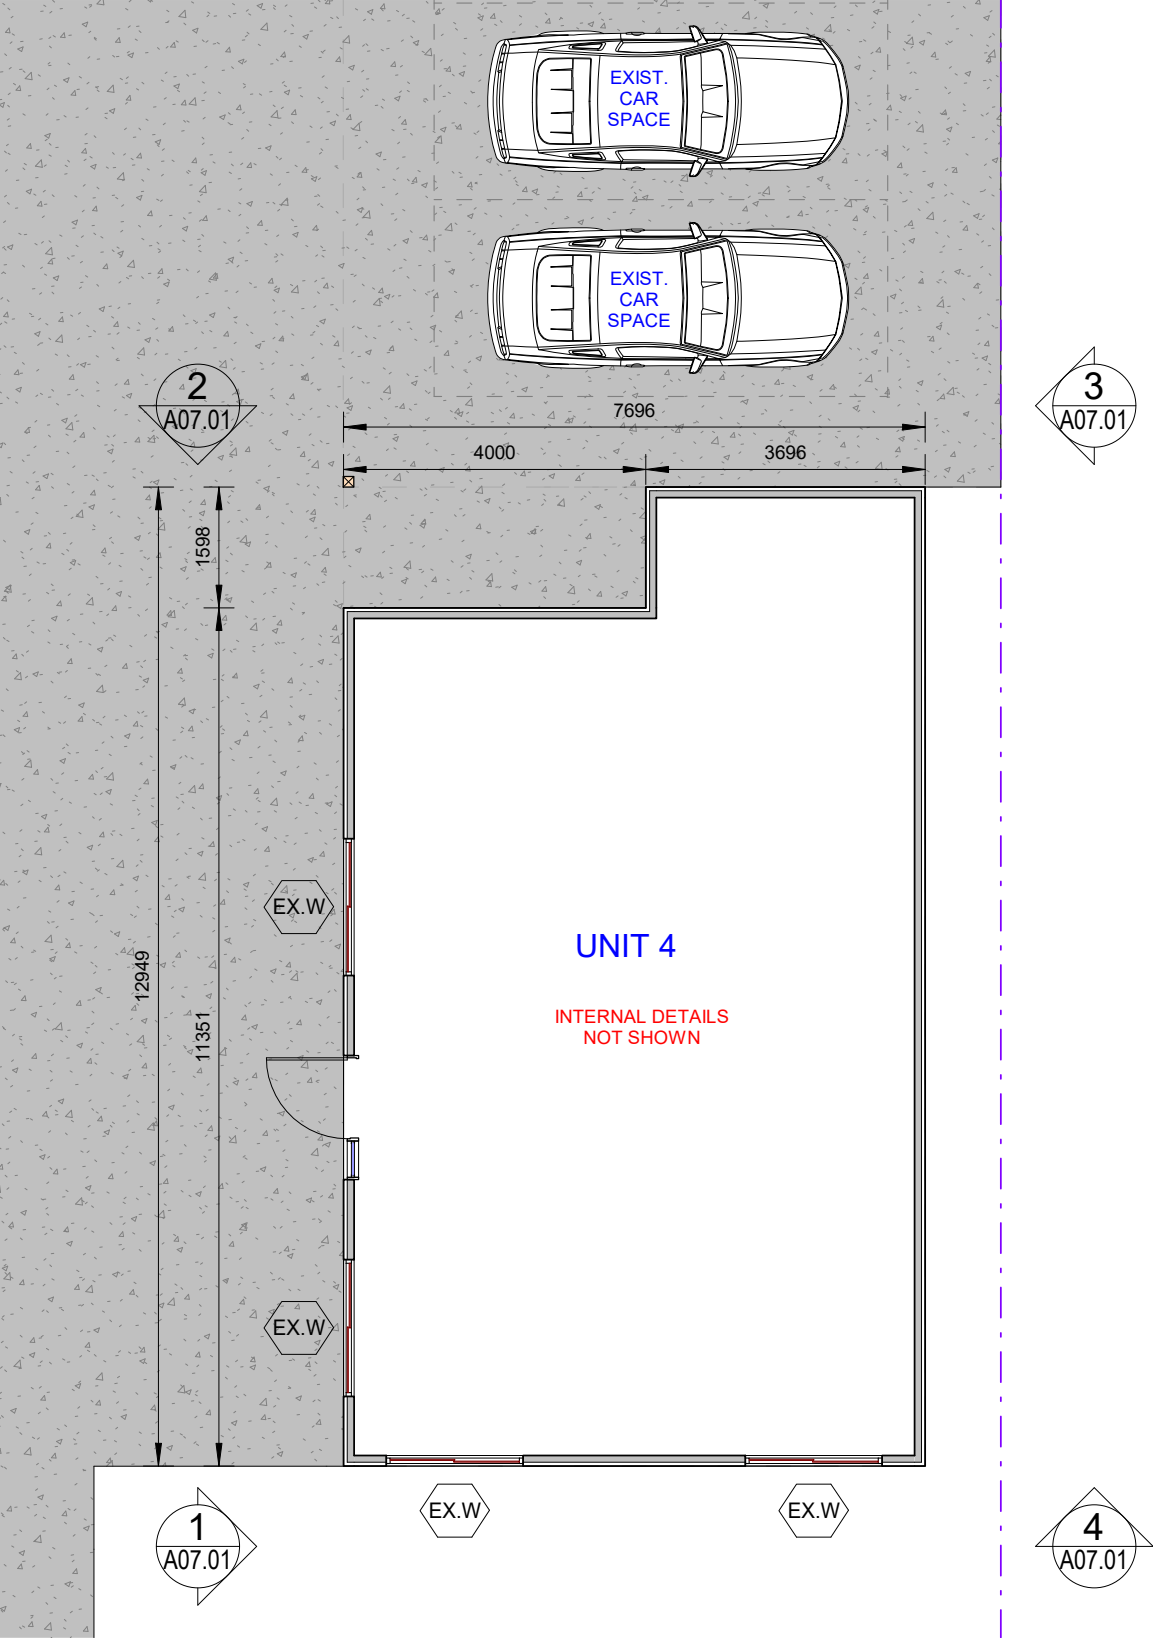 EXIST.
CAR
SPACE
EXIST.
CAR
SPACE
2
A07.01
3
A07.01
7696
4000
3696
1598
12949
11351
EX.W
UNIT 4
INTERNAL DETAILS
NOT SHOWN
EX.W
EX.W
EX.W
1
A07.01
4
A07.01